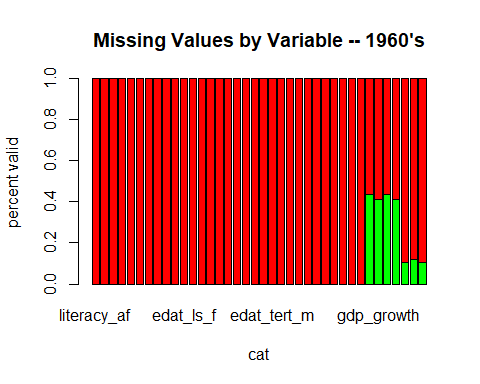 Missing Values by Variable -- 1960's
percent valid
1.0
0.8
0.6
0.4
0.2
0.0
literacy_af edat_ls_f edat_tert_m gdp_growth
cat